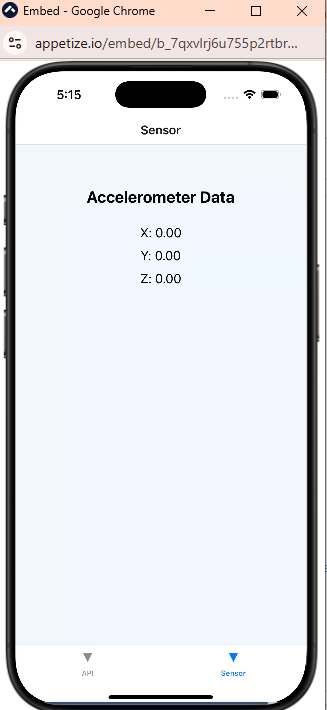 Embed - Google Chrome
appetize.io/embed/b_7qxvlrj6u755p2rtbr...
5:15
Sensor
Accelerometer Data
X: 0.00
Y: 0.00
Z: 0.00
API
Sensor